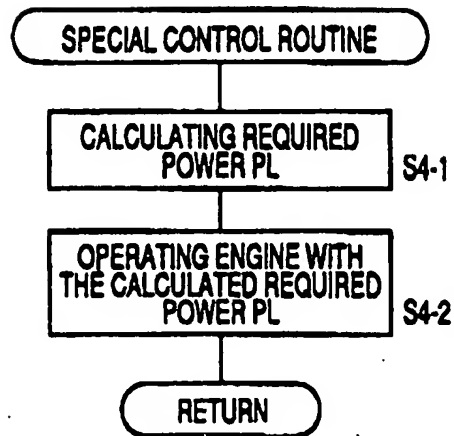 SPECIAL CONTROL ROUTINE
CALCULATING REQUIRED
POWER PL
S4-1
OPERATING ENGINE WITH
THE CALCULATED REQUIRED
POWER PL
S4-2
RETURN